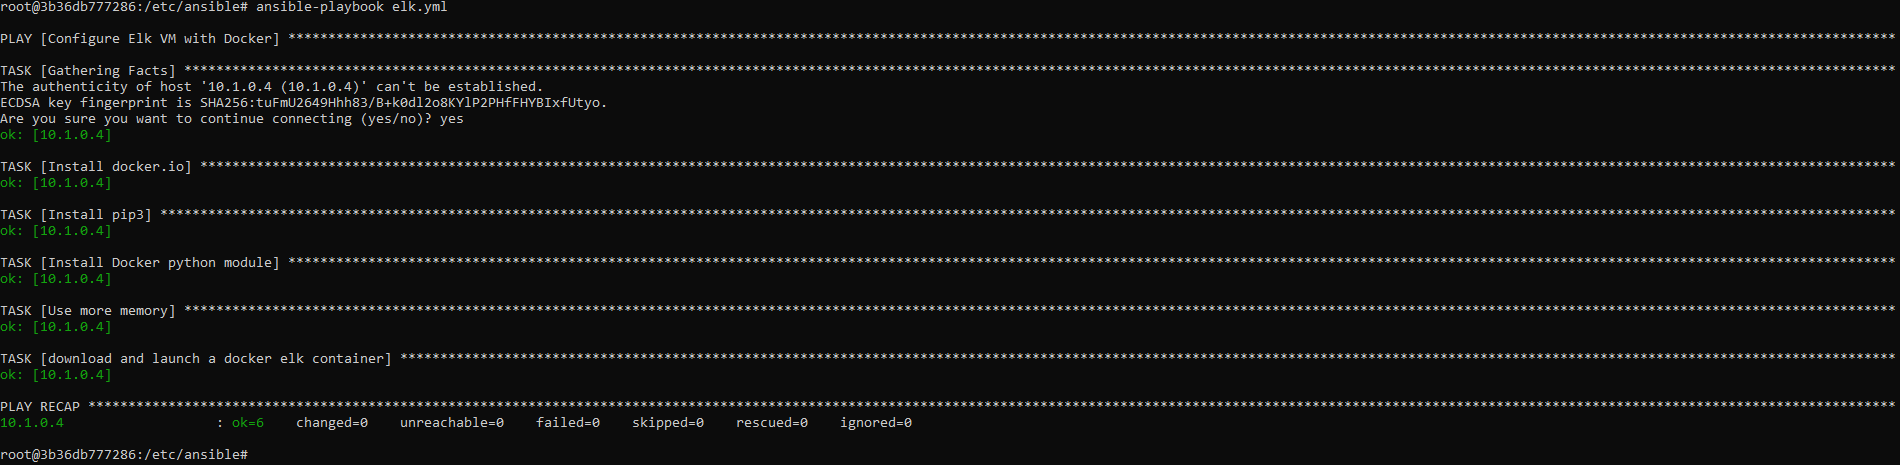 root@3b36db777286:/etc/ansible# ansible-playbook elk.yml
PLAY [Configure Elk VM with Docker] *********************************************************************************************************************************************************************************************************
TASK [Gathering Facts] **********************************************************************************************************************************************************************************************************************
The authenticity of host '10.1.0.4 (10.1.0.4)' can't be established.
ECDSA key fingerprint is SHA256:tuFmU2649Hhh83/B+k0dl2o8KYlP2PHfFHYBIxfUtyo.
Are you sure you want to continue connecting (yes/no)? yes
ok: [10.1.0.4]
TASK [Install docker.io] ********************************************************************************************************************************************************************************************************************
ok: [10.1.0.4]
TASK [Install pip3] *************************************************************************************************************************************************************************************************************************
ok: [10.1.0.4]
TASK [Install Docker python module] *********************************************************************************************************************************************************************************************************
ok: [10.1.0.4]
TASK [Use more memory] **********************************************************************************************************************************************************************************************************************
ok: [10.1.0.4]
TASK [download and launch a docker elk container] *******************************************************************************************************************************************************************************************
ok: [10.1.0.4]
PLAY RECAP **********************************************************************************************************************************************************************************************************************************
10.1.0.4                   : ok=6    changed=0    unreachable=0    failed=0    skipped=0    rescued=0    ignored=0
root@3b36db777286:/etc/ansible#